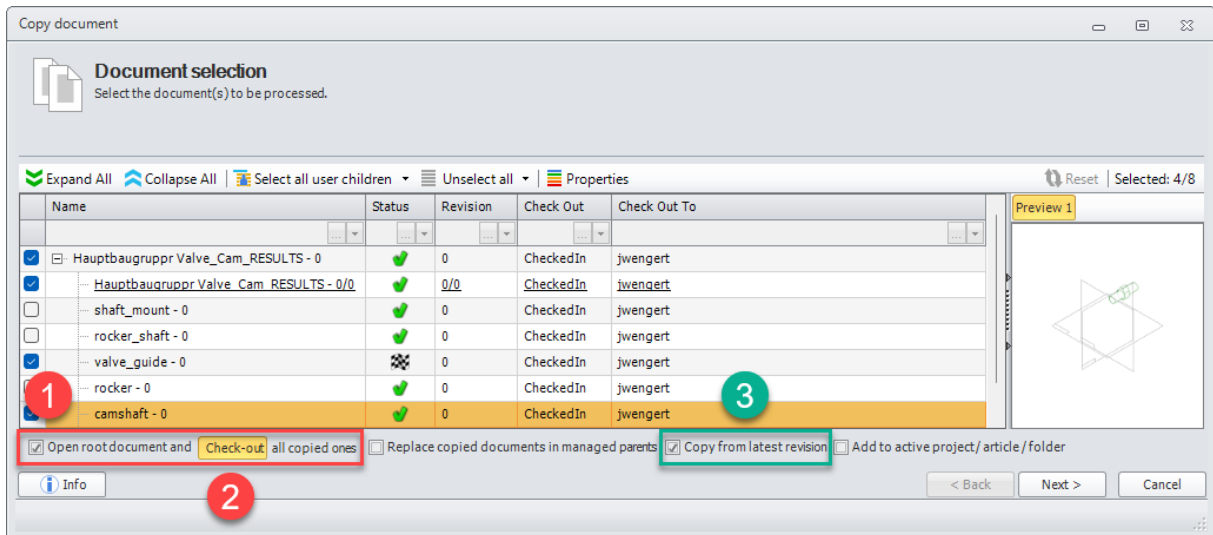 Copy document
Document selection
Select the document(s) to be processed.
Expand All Collapse All Select all user children Unselect all Properties Reset Selected: 4/8
Name Status Revision Check Out Check Out To Preview 1
... ... ... ... ...
Hauptbaugruppr Valve_Cam_RESULTS - 0 0 CheckedIn jwengert
Hauptbaugruppr Valve_Cam_RESULTS - 0/0 0/0 CheckedIn jwengert
shaft_mount - 0 0 CheckedIn jwengert
rocker_shaft - 0 0 CheckedIn jwengert
valve_guide - 0 0 CheckedIn jwengert
1 rocker - 0 0 CheckedIn jwengert 3
camshaft - 0 0 CheckedIn jwengert
Open root document and Check-out all copied ones Replace copied documents in managed parents Copy from latest revision Add to active project/ article / folder
Info 2 < Back Next > Cancel